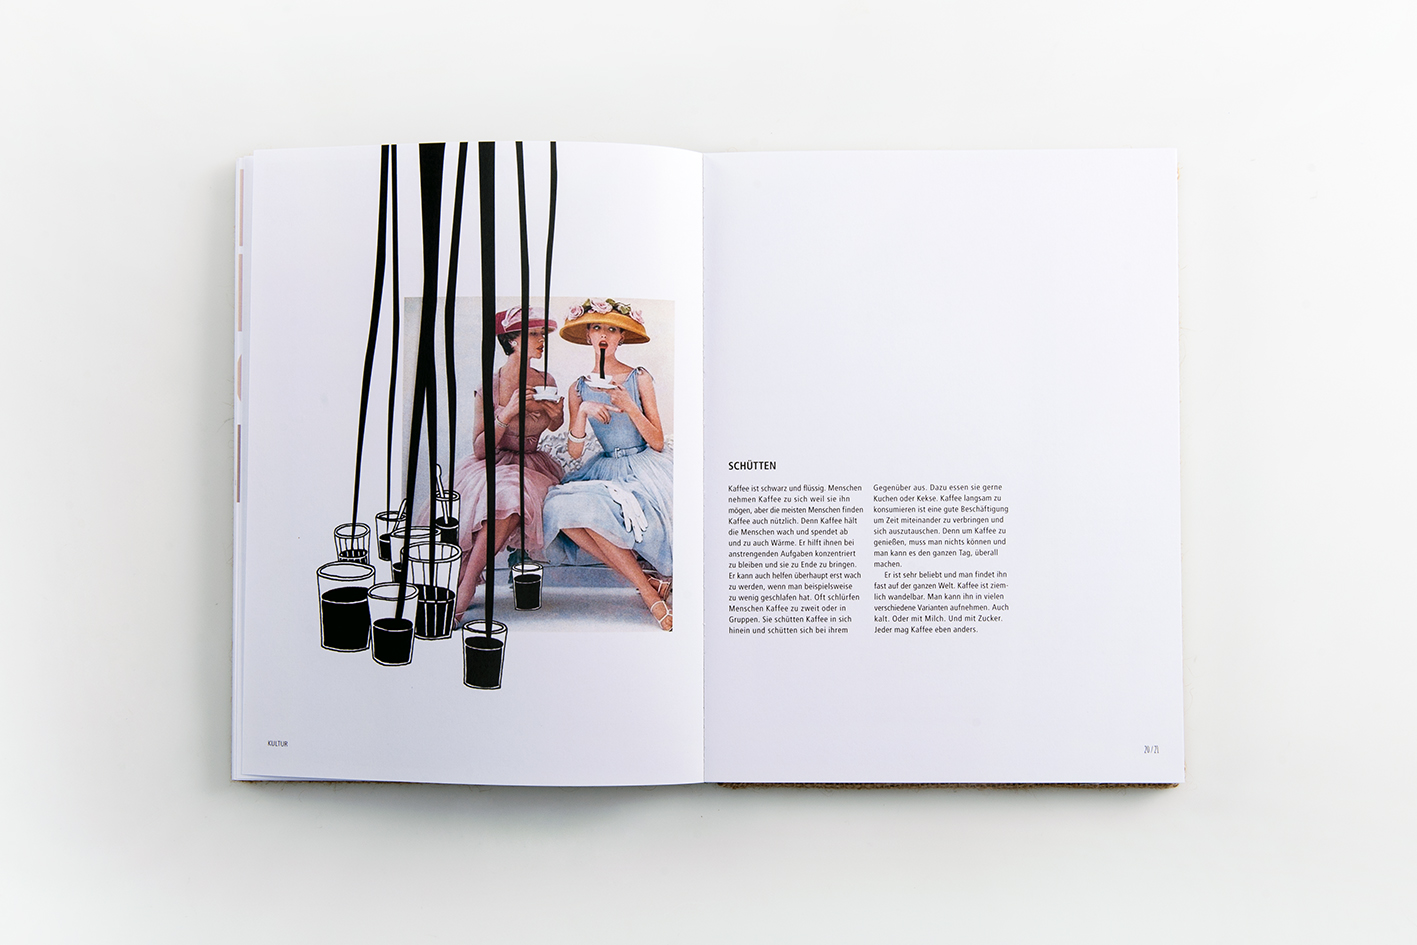 SCHÜTTEN
Kaffee ist schwarz und flüssig. Menschen
nehmen Kaffee zu sich weil sie ihn
mögen, aber die meisten Menschen finden
Kaffee auch nützlich. Denn Kaffee hält
die Menschen wach und spendet ab
und zu auch Wärme. Er hilft ihnen bei
anstrengenden Aufgaben konzentriert
zu bleiben und sie zu Ende zu bringen.
Er kann auch helfen überhaupt erst wach
zu werden, wenn man beispielsweise
zu wenig geschlafen hat. Oft schlürfen
Menschen Kaffee zu zweit oder in
Gruppen. Sie schütten Kaffee in sich
hinein und schütten sich bei ihrem
Gegenüber aus. Dazu essen sie gerne
Kuchen oder Kekse. Kaffee langsam zu
konsumieren ist eine gute Beschäftigung
um Zeit miteinander zu verbringen und
sich auszutauschen. Denn um Kaffee zu
genießen, muss man nichts können und
man kann es den ganzen Tag, überall
machen.
Er ist sehr beliebt und man findet ihn
fast auf der ganzen Welt. Kaffee ist ziem-
lich wandelbar. Man kann ihn in vielen
verschiedene Varianten aufnehmen. Auch
kalt. Oder mit Milch. Und mit Zucker.
Jeder mag Kaffee eben anders.
KULTUR
20 / 21